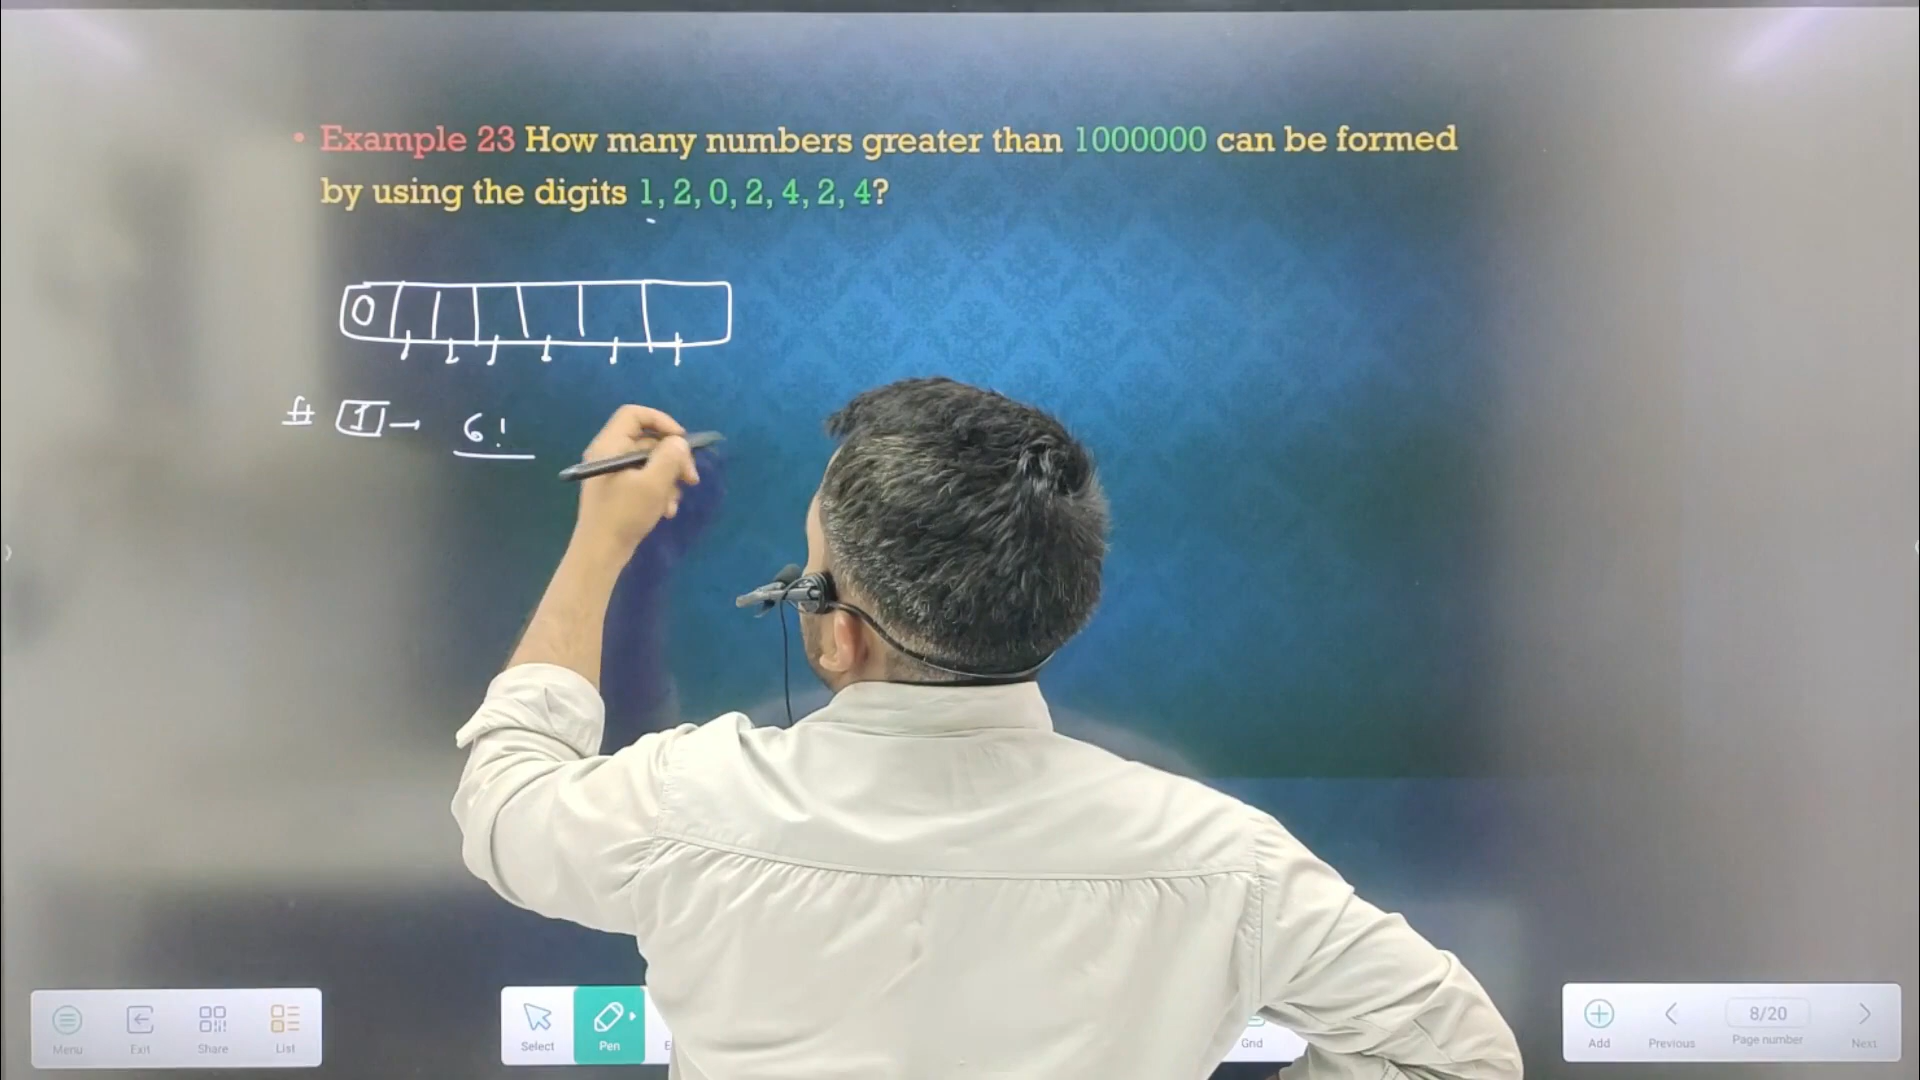 • Example 23 How many numbers greater than 1000000 can be formed
by using the digits 1, 2, 0, 2, 4, 2, 4?
0
# 1 → 6!
Menu Exit Share List
Select Pen E
Grid
Add Previous 8/20 Page number Next